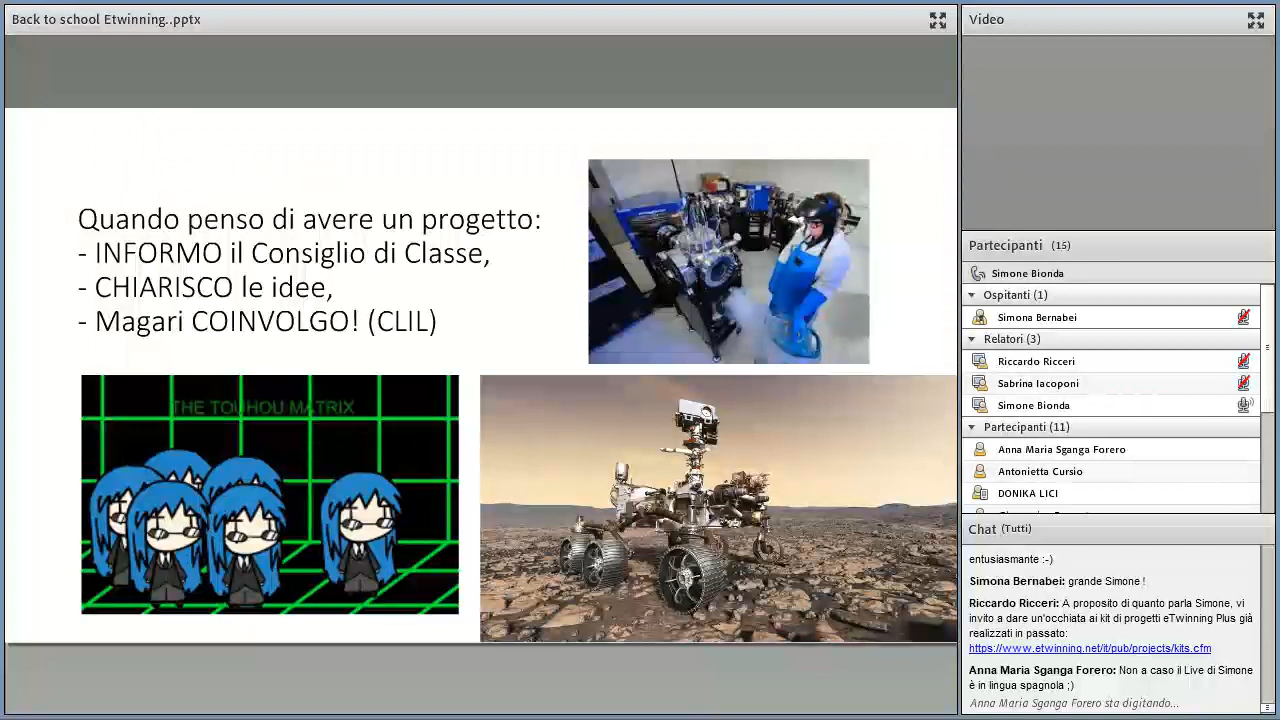 Back to school Etwinning..pptx
Quando penso di avere un progetto:
- INFORMO il Consiglio di Classe,
- CHIARISCO le idee,
- Magari COINVOLGO! (CLIL)
THE TOUHOU MATRIX
Video
Partecipanti (15)
Simone Bionda
Ospitanti (1)
Simona Bernabei
Relatori (3)
Riccardo Ricceri
Sabrina Iacoponi
Simone Bionda
Partecipanti (11)
Anna Maria Sganga Forero
Antonietta Cursio
DONIKA LICI
Chat (Tutti)
entusiasmante :-)
Simona Bernabei: grande Simone !
Riccardo Ricceri: A proposito di quanto parla Simone, vi
invito a dare un'occhiata ai kit di progetti eTwinning Plus già
realizzati in passato:
https://www.etwinning.net/it/pub/projects/kits.cfm
Anna Maria Sganga Forero: Non a caso il Live di Simone
è in lingua spagnola ;)
Anna Maria Sganga Forero sta digitando...